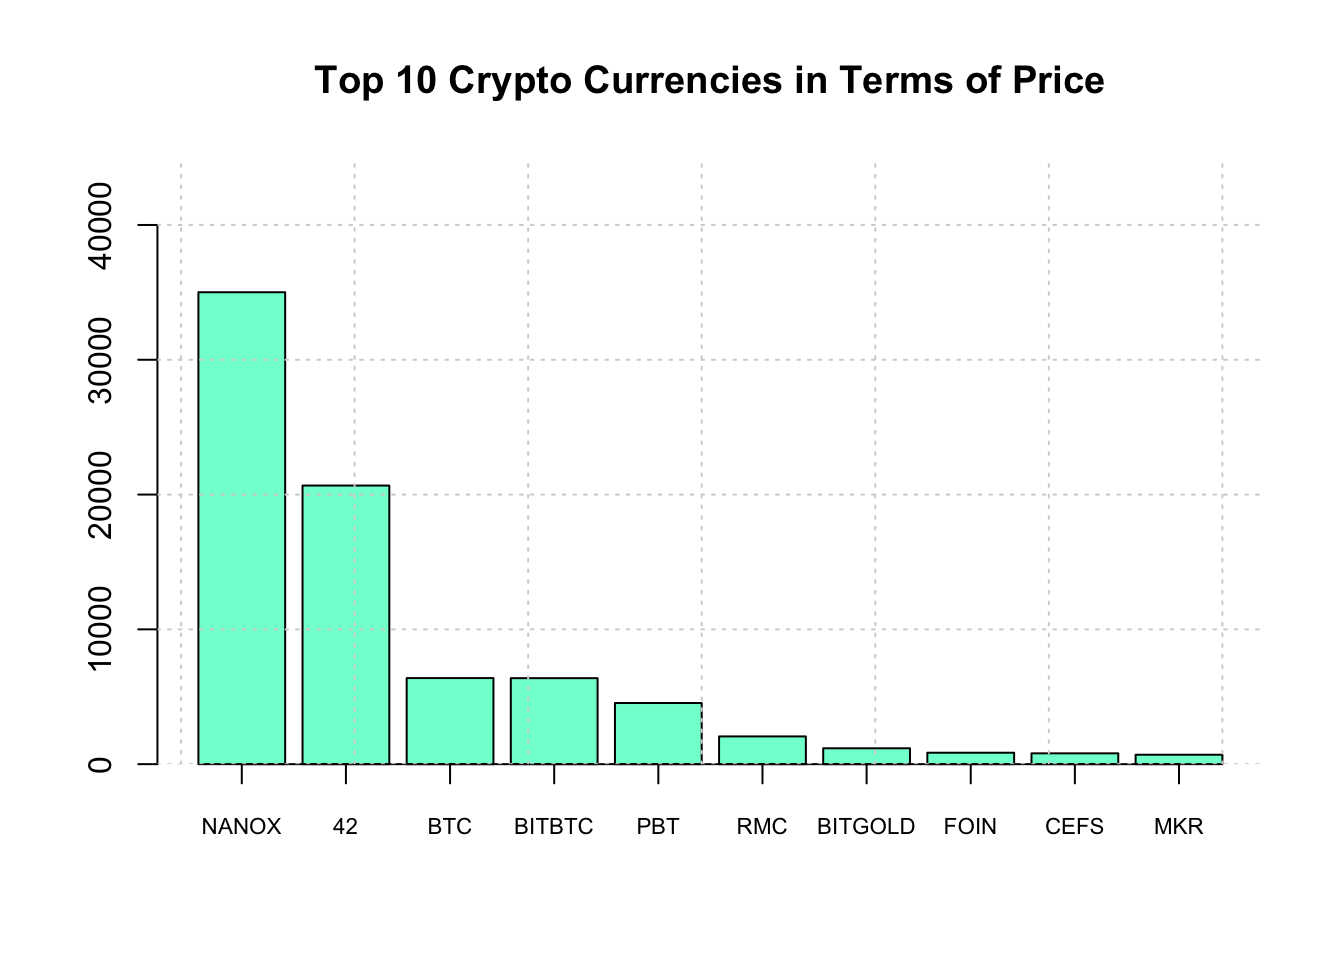 Top 10 Crypto Currencies in Terms of Price
40000
30000
20000
10000
0
NANOX 42 BTC BITBTC PBT RMC BITGOLD FOIN CEFS MKR